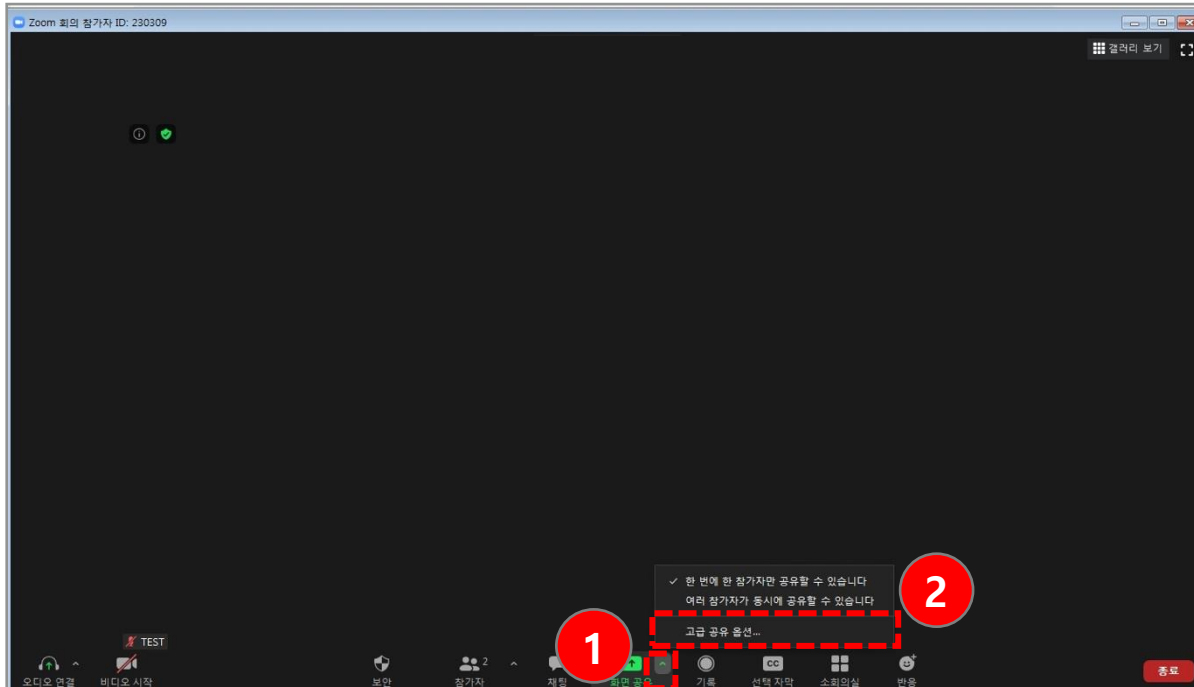 Zoom 회의 참가자 ID: 230309
갤러리 보기
✓ 한 번에 한 참가자만 공유할 수 있습니다
여러 참가자가 동시에 공유할 수 있습니다
고급 공유 옵션...
2
1
TEST
2
CC
오디오 연결
비디오 시작
보안
참가자
채팅
화면 공유
기록
선택 자막
소회의실
반응
종료